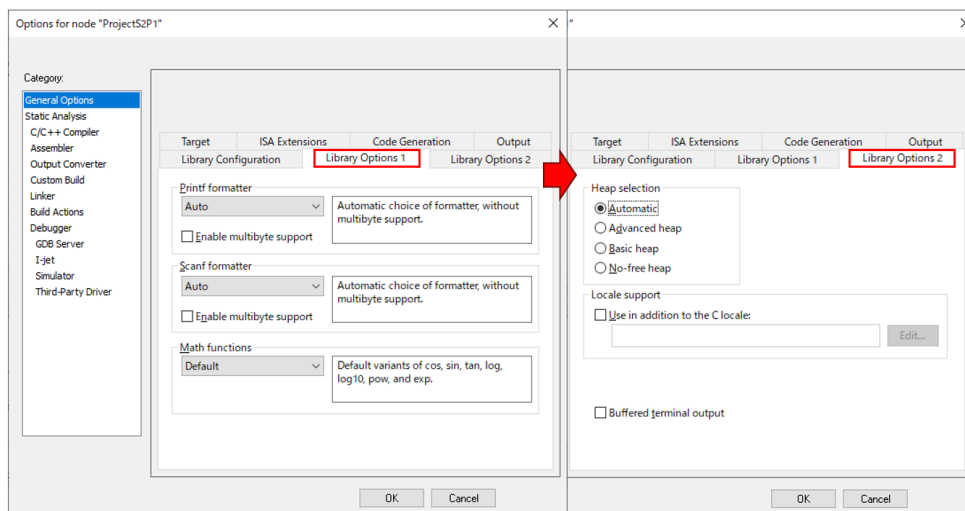 Options for node "ProjectS2P1"
"
Category:
General Options
Static Analysis
C/C++ Compiler
Assembler
Output Converter
Custom Build
Linker
Build Actions
Debugger
GDB Server
I-jet
Simulator
Third-Party Driver
Target
ISA Extensions
Code Generation
Output
Library Configuration
Library Options 1
Library Options 2
Printf formatter
Auto
Automatic choice of formatter, without
multibyte support.
Enable multibyte support
Scanf formatter
Auto
Automatic choice of formatter, without
multibyte support.
Enable multibyte support
Math functions
Default
Default variants of cos, sin, tan, log,
log10, pow, and exp.
OK
Cancel
Target
ISA Extensions
Code Generation
Output
Library Configuration
Library Options 1
Library Options 2
Heap selection
Automatic
Advanced heap
Basic heap
No-free heap
Locale support
Use in addition to the C locale:
Edit...
Buffered terminal output
OK
Cancel